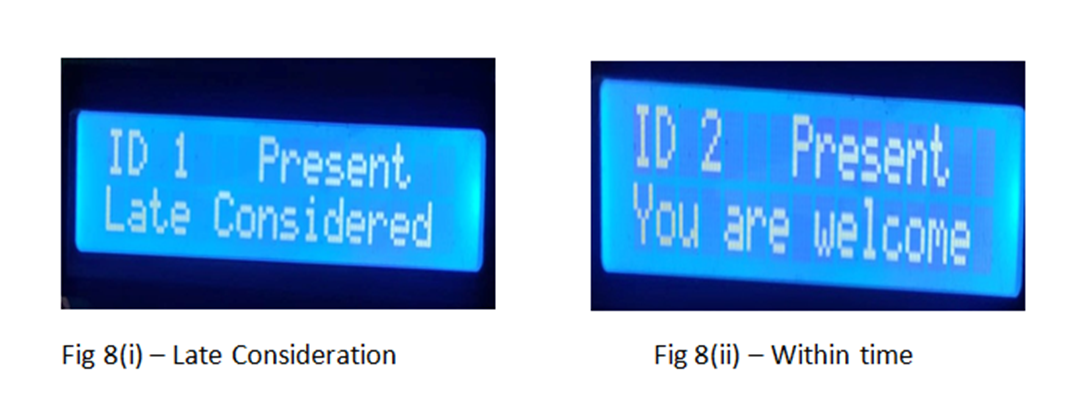 ID 1 Present
Late Considered
ID 2 Present
You are welcome
Fig 8(i) – Late Consideration
Fig 8(ii) – Within time